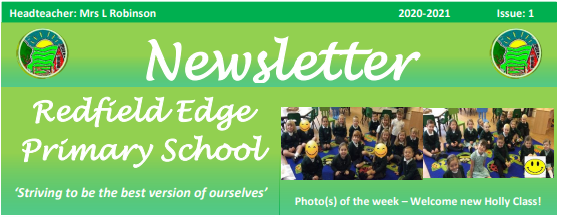 Headteacher: Mrs L Robinson 2020-2021 Issue: 1
Newsletter
Redfield Edge
Primary School
‘Striving to be the best version of ourselves’
Photo(s) of the week – Welcome new Holly Class!